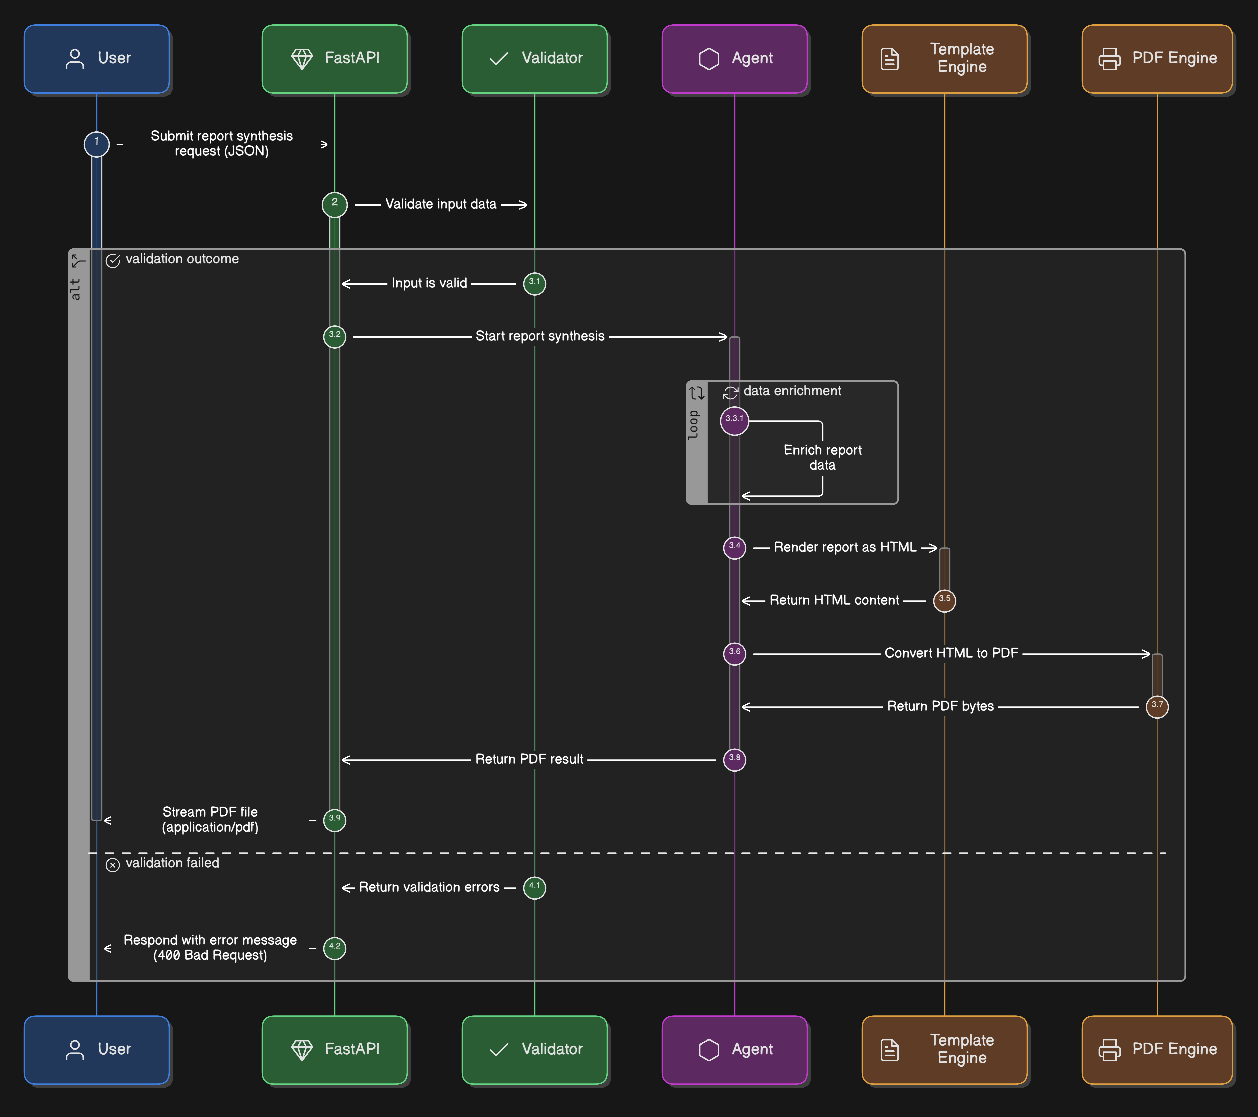 User
FastAPI
Validator
Agent
Template
Engine
PDF Engine
1
Submit report synthesis
request (JSON)
2
Validate input data
alt
validation outcome
Input is valid
3.1
3.2
Start report synthesis
loop
data enrichment
3.3.1
Enrich report
data
3.4
Render report as HTML
Return HTML content
3.5
3.6
Convert HTML to PDF
Return PDF bytes
3.7
Return PDF result
3.8
Stream PDF file
(application/pdf)
3.9
validation failed
Return validation errors
4.1
Respond with error message
(400 Bad Request)
4.2
User
FastAPI
Validator
Agent
Template
Engine
PDF Engine